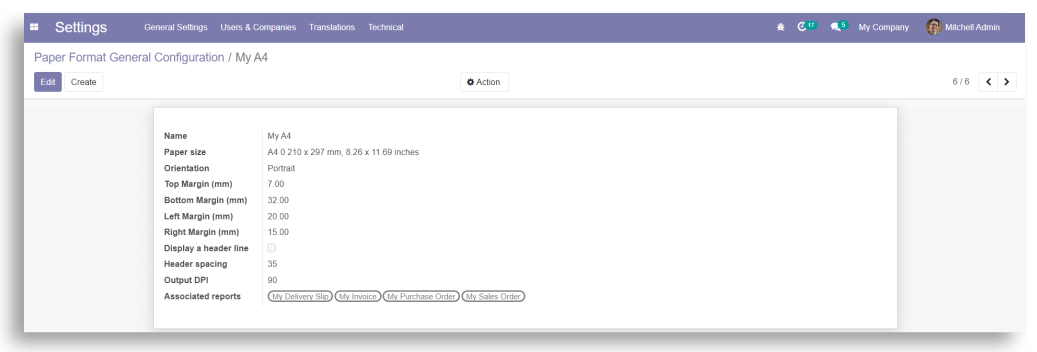 Settings General Settings Users & Companies Translations Technical 17 5 My Company Mitchell Admin
Paper Format General Configuration / My A4
Edit Create Action 6 / 6
Name My A4
Paper size A4 0 210 x 297 mm, 8.26 x 11.69 inches
Orientation Portrait
Top Margin (mm) 7.00
Bottom Margin (mm) 32.00
Left Margin (mm) 20.00
Right Margin (mm) 15.00
Display a header line
Header spacing 35
Output DPI 90
Associated reports My Delivery Slip My Invoice My Purchase Order My Sales Order